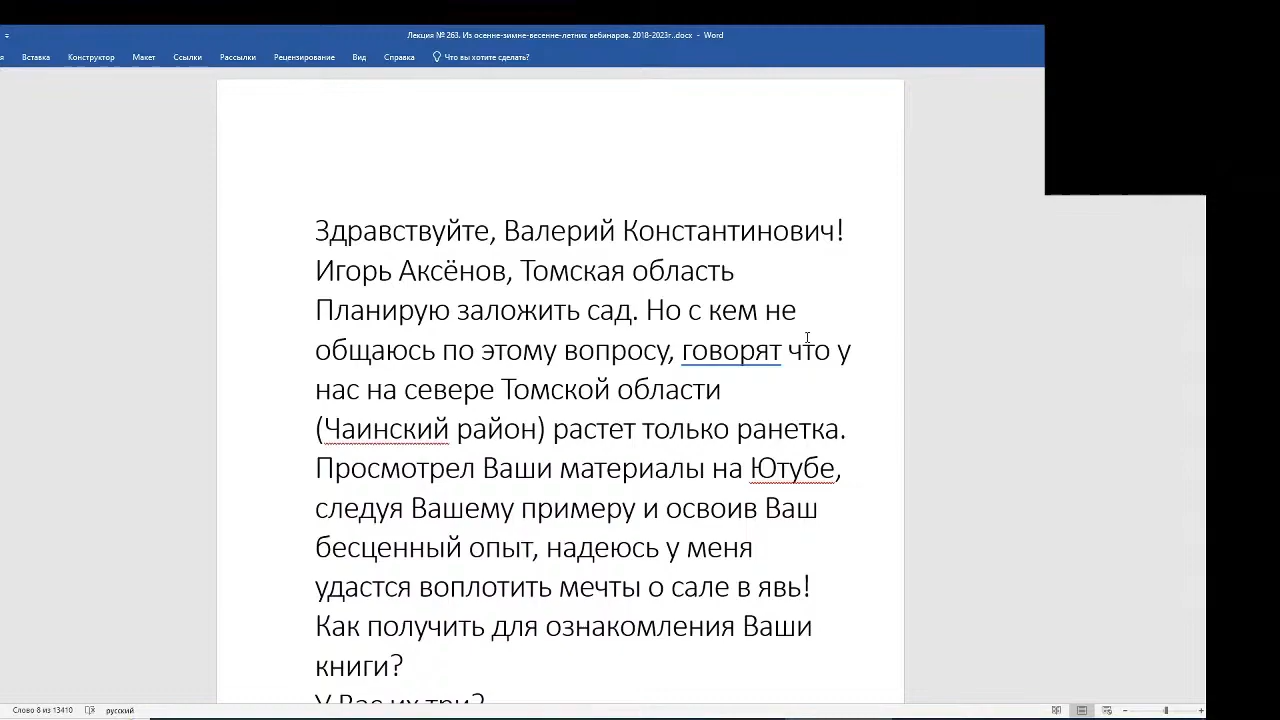 Лекция № 263. Из осенне-зимне-весенне-летних вебинаров. 2018-2023г..docx - Word
я Вставка Конструктор Макет Ссылки Рассылки Рецензирование Вид Справка Что вы хотите сделать?
Здравствуйте, Валерий Константинович!
Игорь Аксёнов, Томская область
Планирую заложить сад. Но с кем не
общаюсь по этому вопросу, говорят что у
нас на севере Томской области
(Чаинский район) растет только ранетка.
Просмотрел Ваши материалы на Ютубе,
следуя Вашему примеру и освоив Ваш
бесценный опыт, надеюсь у меня
удастся воплотить мечты о сале в явь!
Как получить для ознакомления Ваши
книги?
У Вас их три?
Слово 8 из 13410 русский